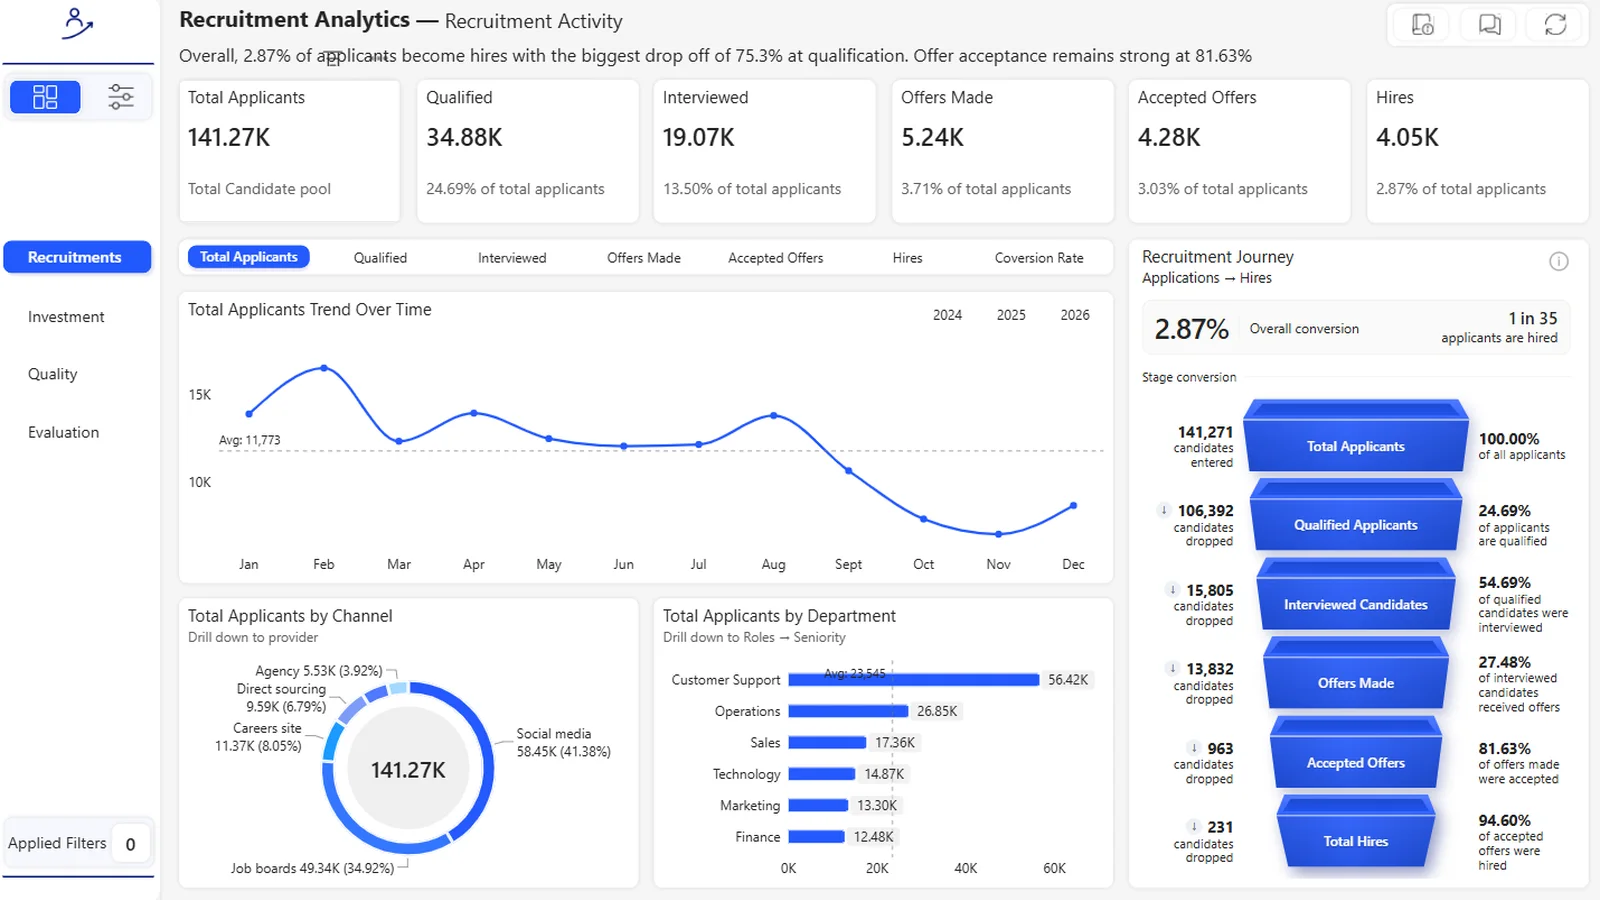 Recruitment Analytics — Recruitment Activity
Overall, 2.87% of applicants become hires with the biggest drop off of 75.3% at qualification. Offer acceptance remains strong at 81.63%
Total Applicants
141.27K
Total Candidate pool
Qualified
34.88K
24.69% of total applicants
Interviewed
19.07K
13.50% of total applicants
Offers Made
5.24K
3.71% of total applicants
Accepted Offers
4.28K
3.03% of total applicants
Hires
4.05K
2.87% of total applicants
Recruitments
Investment
Quality
Evaluation
Applied Filters 0
Total Applicants
Qualified
Interviewed
Offers Made
Accepted Offers
Hires
Coversion Rate
Total Applicants Trend Over Time
2024
2025
2026
15K
Avg: 11,773
10K
Jan
Feb
Mar
Apr
May
Jun
Jul
Aug
Sept
Oct
Nov
Dec
Total Applicants by Channel
Drill down to provider
Agency 5.53K (3.92%)
Direct sourcing
9.59K (6.79%)
Careers site
11.37K (8.05%)
Social media
58.45K (41.38%)
141.27K
Job boards 49.34K (34.92%)
Total Applicants by Department
Drill down to Roles → Seniority
Avg: 23,545
Customer Support 56.42K
Operations 26.85K
Sales 17.36K
Technology 14.87K
Marketing 13.30K
Finance 12.48K
0K
20K
40K
60K
Recruitment Journey
Applications → Hires
2.87%
Overall conversion
1 in 35
applicants are hired
Stage conversion
141,271
candidates
entered
Total Applicants
100.00%
of all applicants
↓ 106,392
candidates
dropped
Qualified Applicants
24.69%
of applicants
are qualified
↓ 15,805
candidates
dropped
Interviewed Candidates
54.69%
of qualified
candidates were
interviewed
↓ 13,832
candidates
dropped
Offers Made
27.48%
of interviewed
candidates
received offers
↓ 963
candidates
dropped
Accepted Offers
81.63%
of offers made
were accepted
↓ 231
candidates
dropped
Total Hires
94.60%
of accepted
offers were
hired